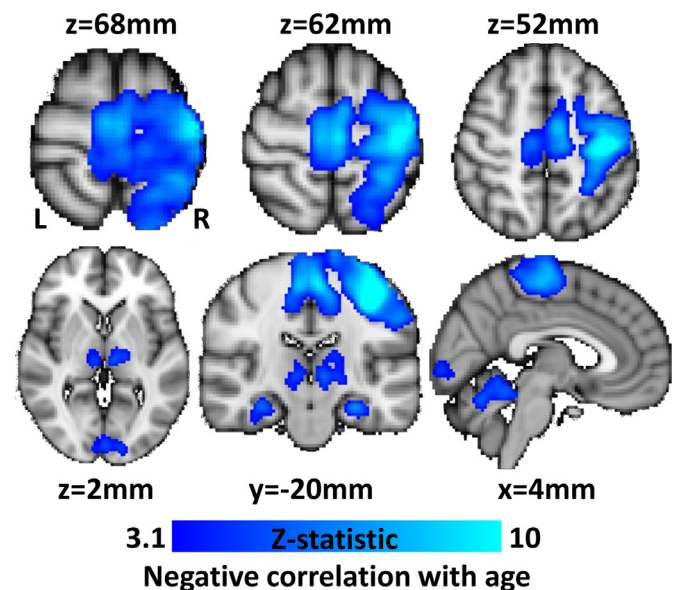 z=68mm z=62mm z=52mm
L R
z=2mm y=-20mm x=4mm
3.1 Z-statistic 10
Negative correlation with age